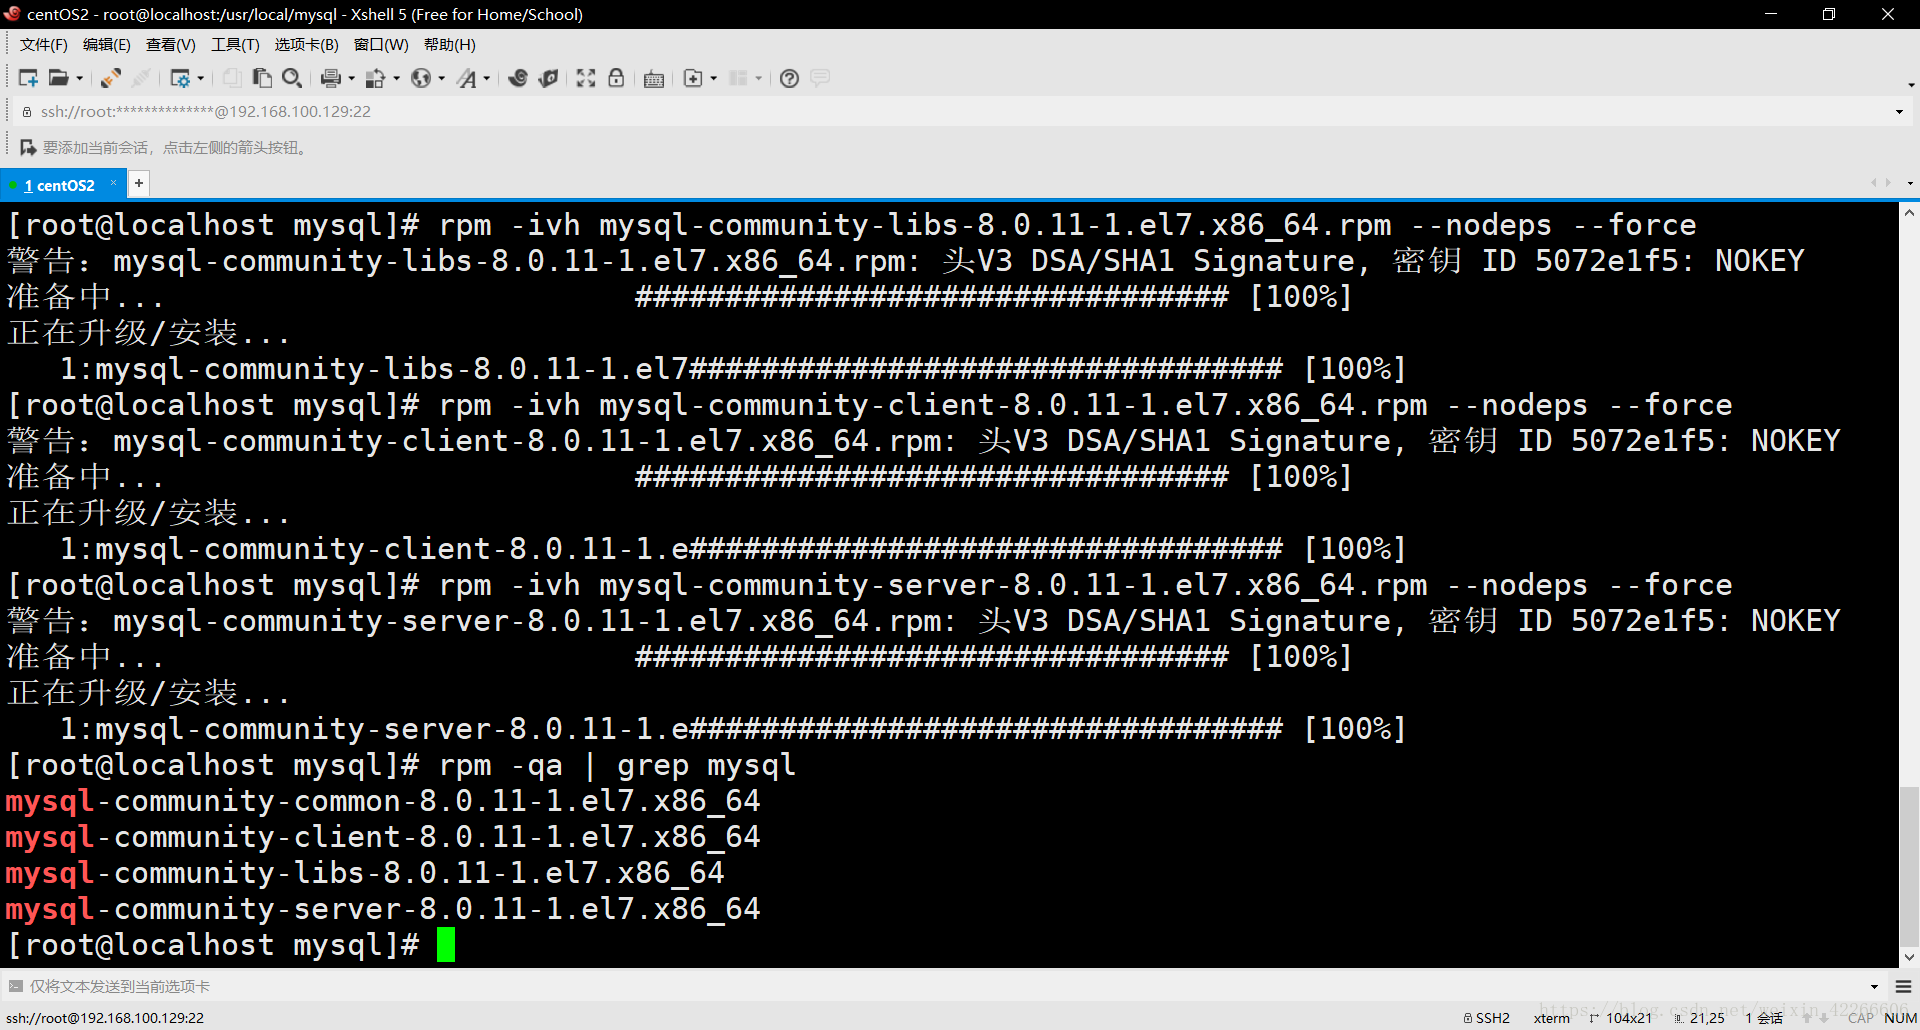 centOS2 - root@localhost:/usr/local/mysql - Xshell 5 (Free for Home/School)
文件(F) 编辑(E) 查看(V) 工具(T) 选项卡(B) 窗口(W) 帮助(H)
ssh://root:**************@192.168.100.129:22
要添加当前会话，点击左侧的箭头按钮。
1 centOS2 × +
[root@localhost mysql]# rpm -ivh mysql-community-libs-8.0.11-1.el7.x86_64.rpm --nodeps --force
警告：mysql-community-libs-8.0.11-1.el7.x86_64.rpm: 头V3 DSA/SHA1 Signature, 密钥 ID 5072e1f5: NOKEY
准备中... ################################# [100%]
正在升级/安装...
1:mysql-community-libs-8.0.11-1.el7################################# [100%]
[root@localhost mysql]# rpm -ivh mysql-community-client-8.0.11-1.el7.x86_64.rpm --nodeps --force
警告：mysql-community-client-8.0.11-1.el7.x86_64.rpm: 头V3 DSA/SHA1 Signature, 密钥 ID 5072e1f5: NOKEY
准备中... ################################# [100%]
正在升级/安装...
1:mysql-community-client-8.0.11-1.e################################# [100%]
[root@localhost mysql]# rpm -ivh mysql-community-server-8.0.11-1.el7.x86_64.rpm --nodeps --force
警告：mysql-community-server-8.0.11-1.el7.x86_64.rpm: 头V3 DSA/SHA1 Signature, 密钥 ID 5072e1f5: NOKEY
准备中... ################################# [100%]
正在升级/安装...
1:mysql-community-server-8.0.11-1.e################################# [100%]
[root@localhost mysql]# rpm -qa | grep mysql
mysql-community-common-8.0.11-1.el7.x86_64
mysql-community-client-8.0.11-1.el7.x86_64
mysql-community-libs-8.0.11-1.el7.x86_64
mysql-community-server-8.0.11-1.el7.x86_64
[root@localhost mysql]#
仅将文本发送到当前选项卡
https://blog.csdn.net/weixin_42266606
ssh://root@192.168.100.129:22 SSH2 xterm 104x21 21,25 1 会话 CAP NUM